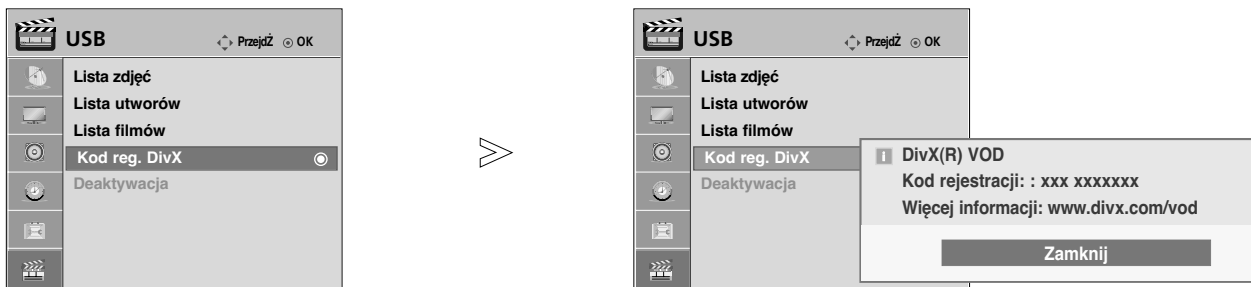 USB PrzejdŹ OK
Lista zdjęć
Lista utworów
Lista filmów
Kod reg. DivX
Deaktywacja
USB PrzejdŹ OK
Lista zdjęć
Lista utworów
Lista filmów
Kod reg. DivX
Deaktywacja
i DivX(R) VOD
Kod rejestracji: : xxx xxxxxxx
Więcej informacji: www.divx.com/vod
Zamknij